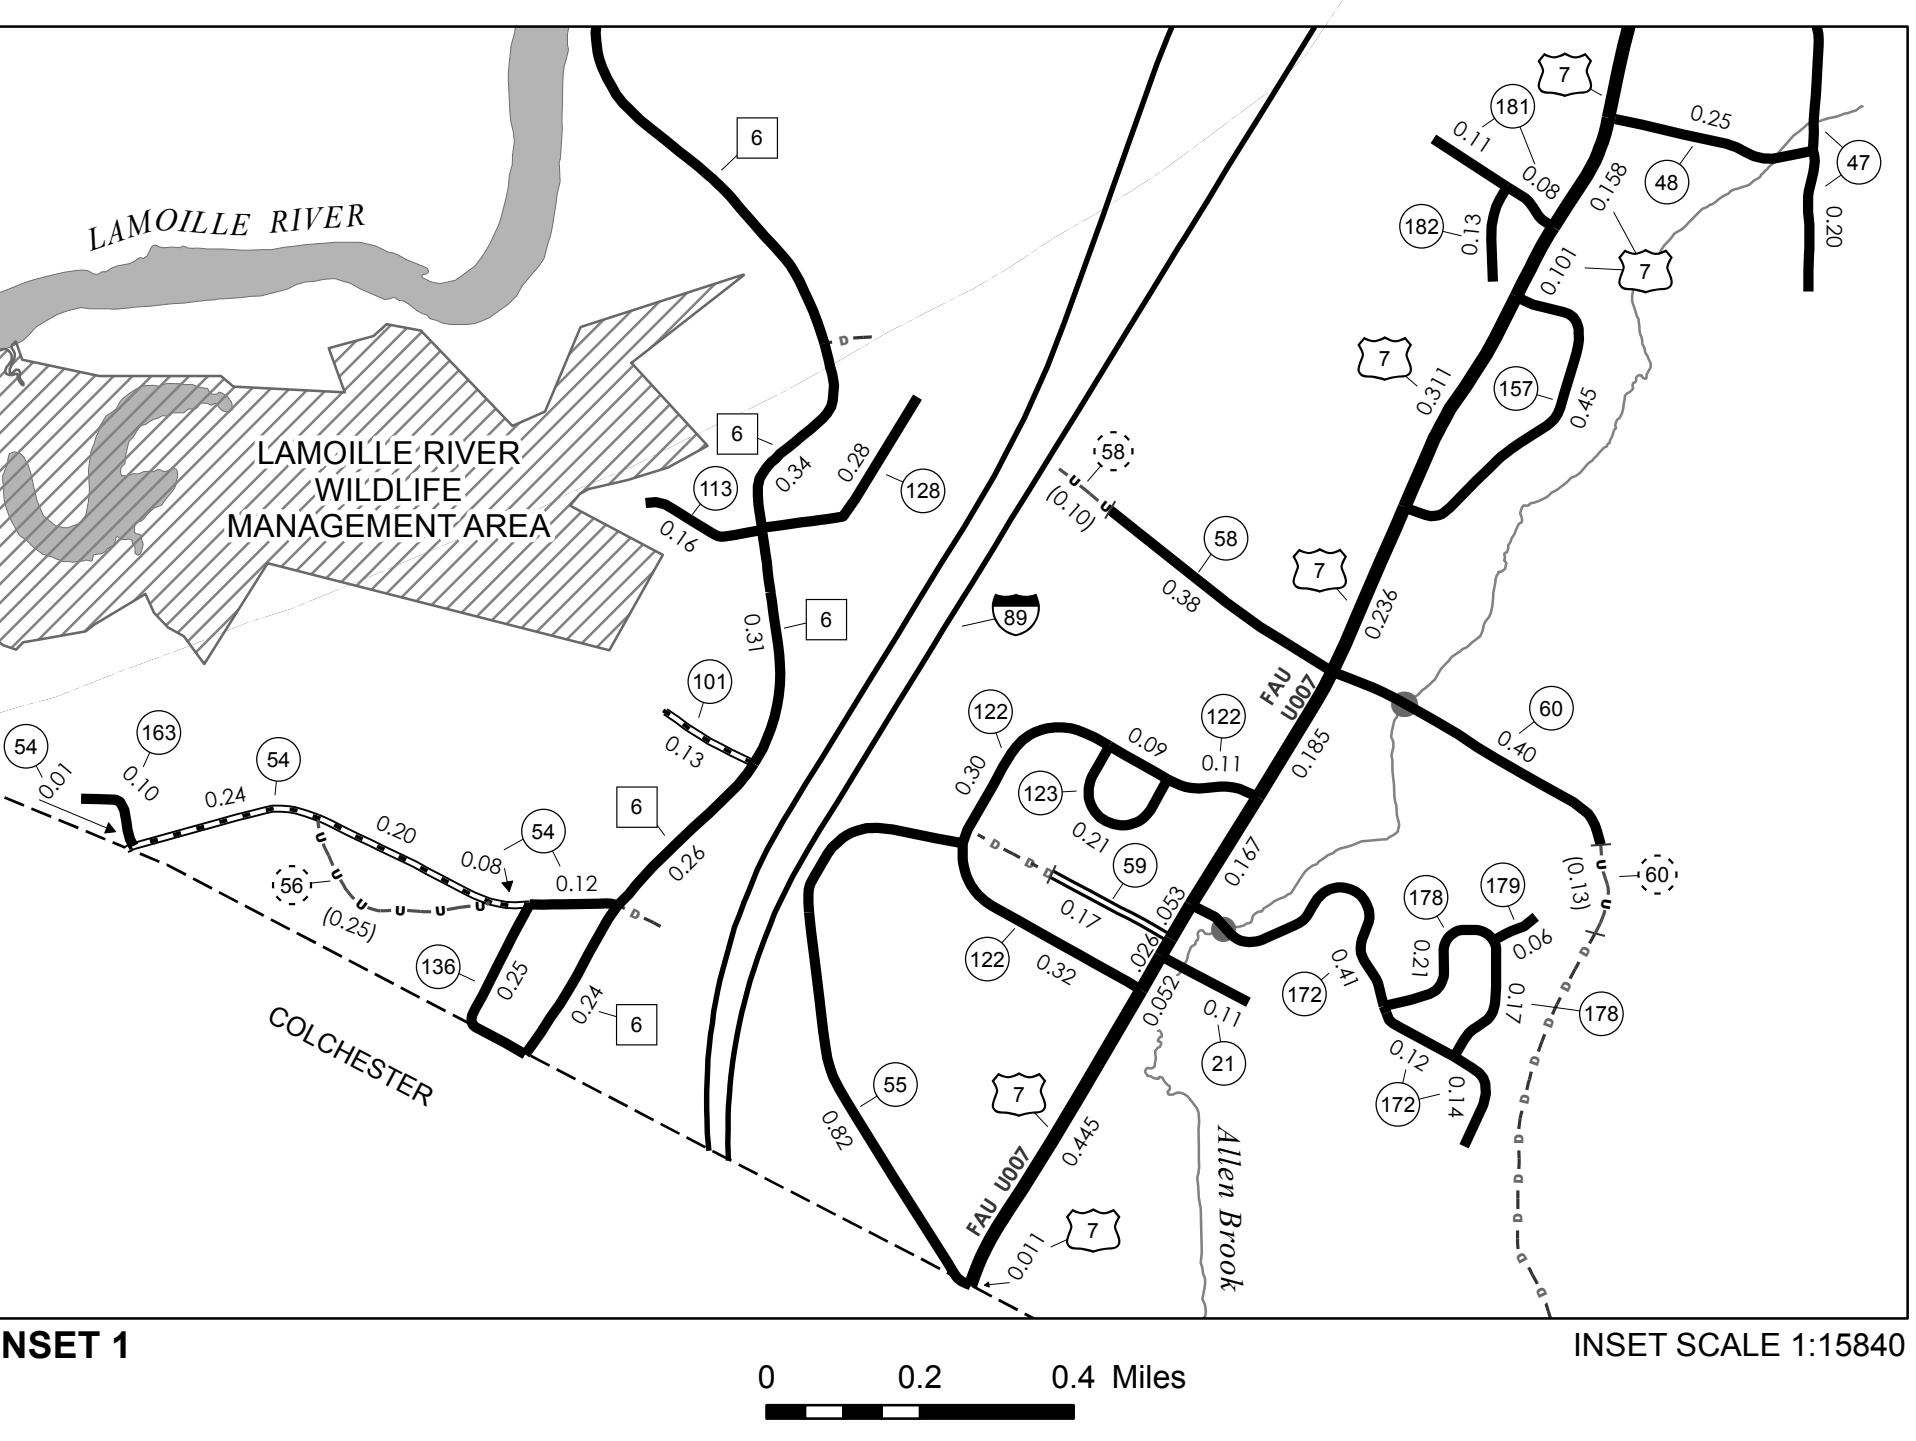 7
181
0.25
0.11
47
6
0.08
48
0.158
LAMOILLE RIVER
182
0.13
0.20
0.101
7
7
157
0.311
0.45
LAMOILLE RIVER
WILDLIFE
MANAGEMENT AREA
D
6
0.34
0.28
113
128
0.16
58
U
U
(0.10)
58
0.38
7
0.236
6
0.31
89
101
0.13
FAU
U007
60
0.40
0.185
122
122
0.09
0.11
0.30
123
0.21
54
0.01
163
0.10
54
0.24
0.20
6
54
0.08
0.12
0.26
56
U
U
U
U
U
U
(0.25)
D
D
D
D
59
0.17
0.167
.053
.026
0.052
U
U
(0.13)
60
178
179
0.06
0.21
0.17
178
0.41
172
122
0.32
0.11
21
136
0.25
0.24
6
COLCHESTER
0.12
172
0.14
55
0.82
7
0.445
FAU U007
Allen Brook
7
0.011
D
D
D
D
D
D
D
D
NSET 1
INSET SCALE 1:15840
0 0.2 0.4 Miles